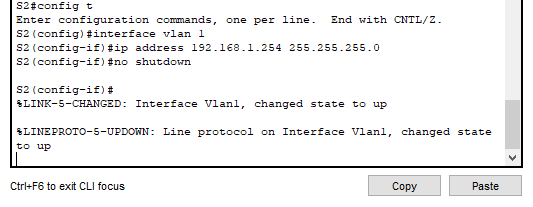 S2#config t
Enter configuration commands, one per line.  End with CNTL/Z.
S2(config)#interface vlan 1
S2(config-if)#ip address 192.168.1.254 255.255.255.0
S2(config-if)#no shutdown
S2(config-if)#
%LINK-5-CHANGED: Interface Vlan1, changed state to up
%LINEPROTO-5-UPDOWN: Line protocol on Interface Vlan1, changed state
to up
Ctrl+F6 to exit CLI focus
Copy
Paste